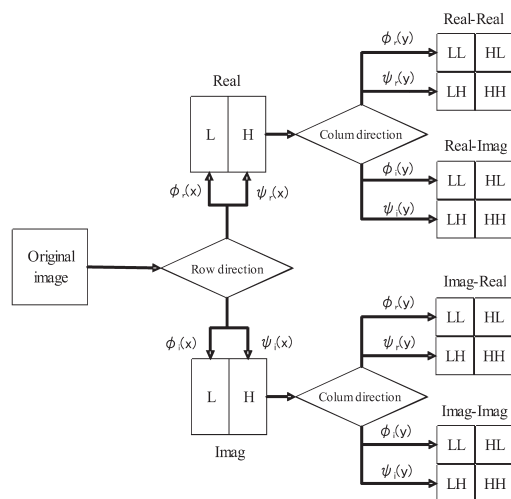 Real-Real
ϕr(y)
LL HL
Real
ψr(y)
LH HH
L H
Colum direction
Real-Imag
ϕr(x) ψr(x)
ϕi(y)
LL HL
ψi(y)
LH HH
Original
image
Row direction
Imag-Real
ϕr(y)
LL HL
ϕi(x) ψi(x)
ψr(y)
LH HH
L H
Colum direction
Imag-Imag
Imag
ϕi(y)
LL HL
ψi(y)
LH HH